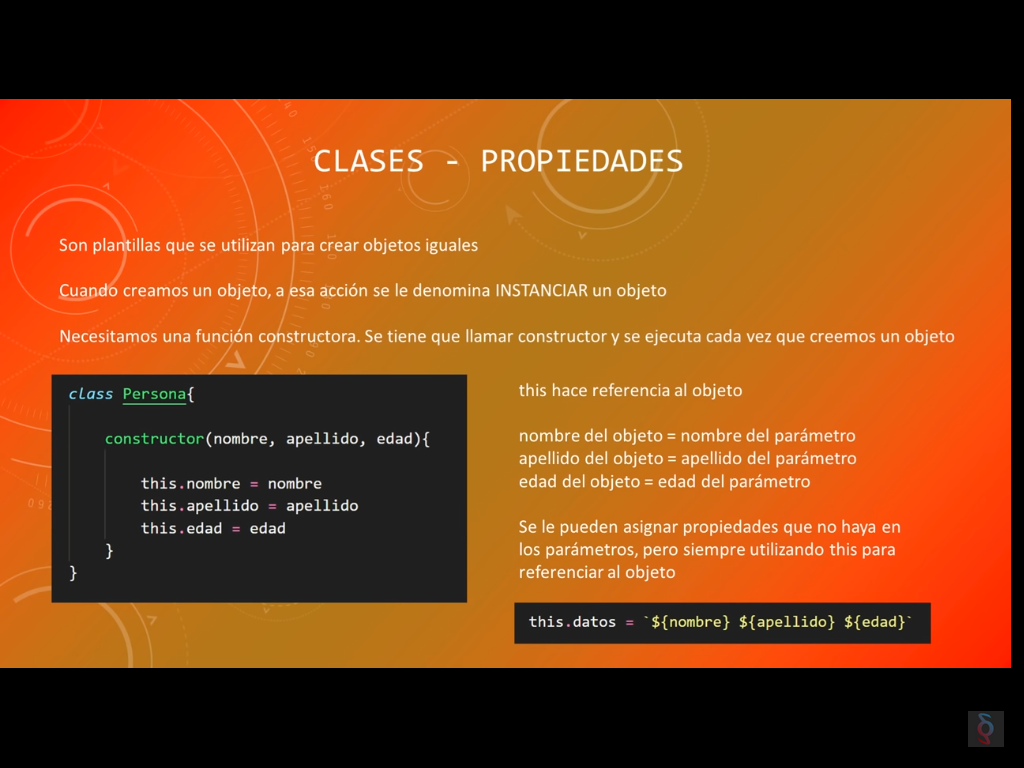 CLASES - PROPIEDADES
Son plantillas que se utilizan para crear objetos iguales
Cuando creamos un objeto, a esa acción se le denomina INSTANCIAR un objeto
Necesitamos una función constructora. Se tiene que llamar constructor y se ejecuta cada vez que creemos un objeto
class Persona{
constructor(nombre, apellido, edad){
this.nombre = nombre
this.apellido = apellido
this.edad = edad
}
}
this hace referencia al objeto
nombre del objeto = nombre del parámetro
apellido del objeto = apellido del parámetro
edad del objeto = edad del parámetro
Se le pueden asignar propiedades que no haya en
los parámetros, pero siempre utilizando this para
referenciar al objeto
this.datos = `${nombre} ${apellido} ${edad}`